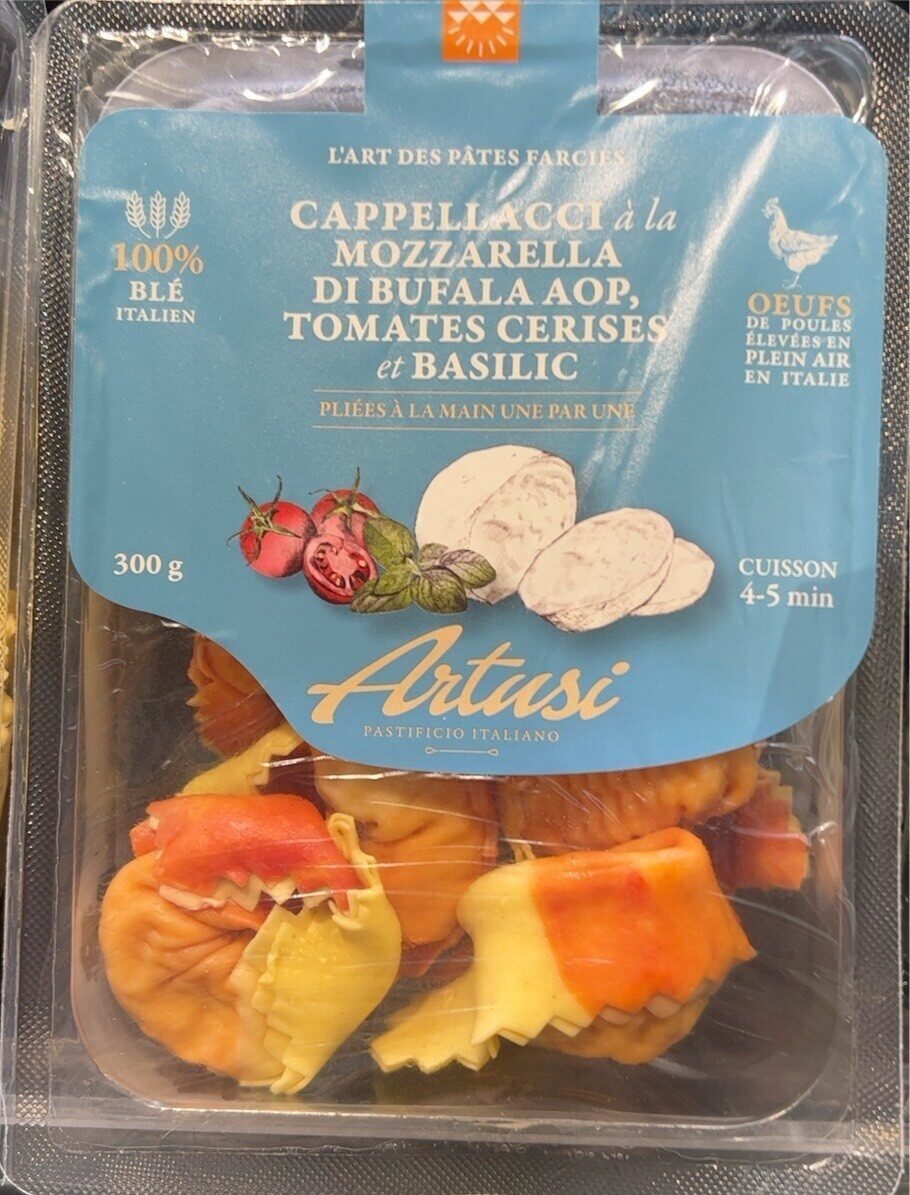 L'ART DES PÂTES FARCIES
CAPPELLACCI à la
MOZZARELLA
DI BUFALA AOP,
TOMATES CERISES
et BASILIC
PLIÉES À LA MAIN UNE PAR UNE
100%
BLÉ
ITALIEN
OEUFS
DE POULES
ÉLEVÉES EN
PLEIN AIR
EN ITALIE
300 g
CUISSON
4-5 min
Artusi
PASTIFICIO ITALIANO